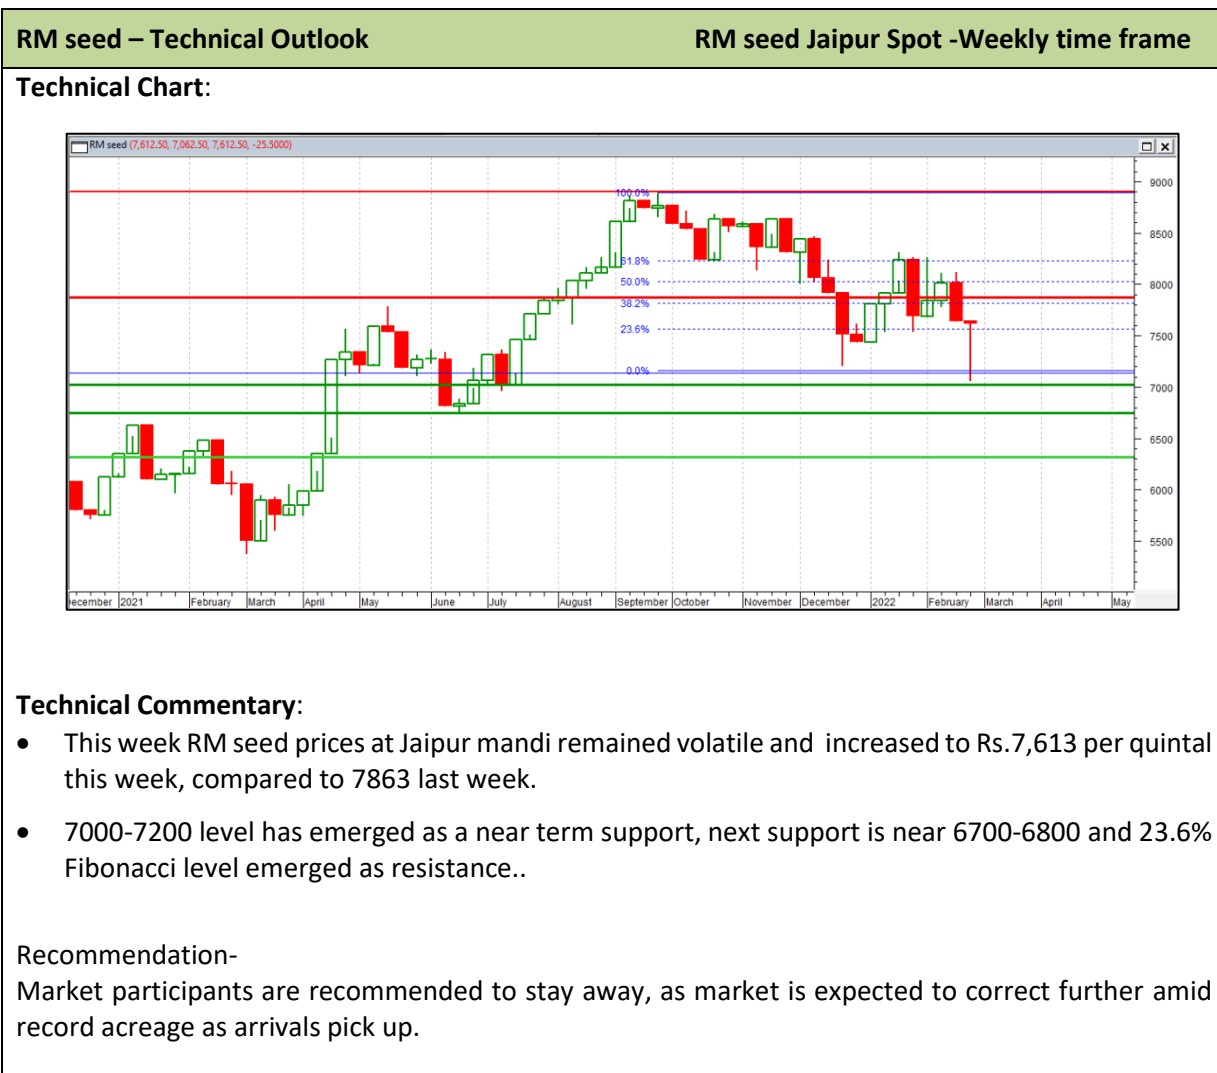 RM seed – Technical Outlook RM seed Jaipur Spot -Weekly time frame
Technical Chart:
RM seed (7,612.50, 7,062.50, 7,612.50, -25.5000)
9000
100.0%
8500
61.8%
50.0%
8000
38.2%
23.6%
7500
0.0%
7000
6500
6000
5500
ecember 2021 February March April May June July August September October November December 2022 February March April May
Technical Commentary:
• This week RM seed prices at Jaipur mandi remained volatile and increased to Rs.7,613 per quintal
this week, compared to 7863 last week.
• 7000-7200 level has emerged as a near term support, next support is near 6700-6800 and 23.6%
Fibonacci level emerged as resistance..
Recommendation-
Market participants are recommended to stay away, as market is expected to correct further amid
record acreage as arrivals pick up.